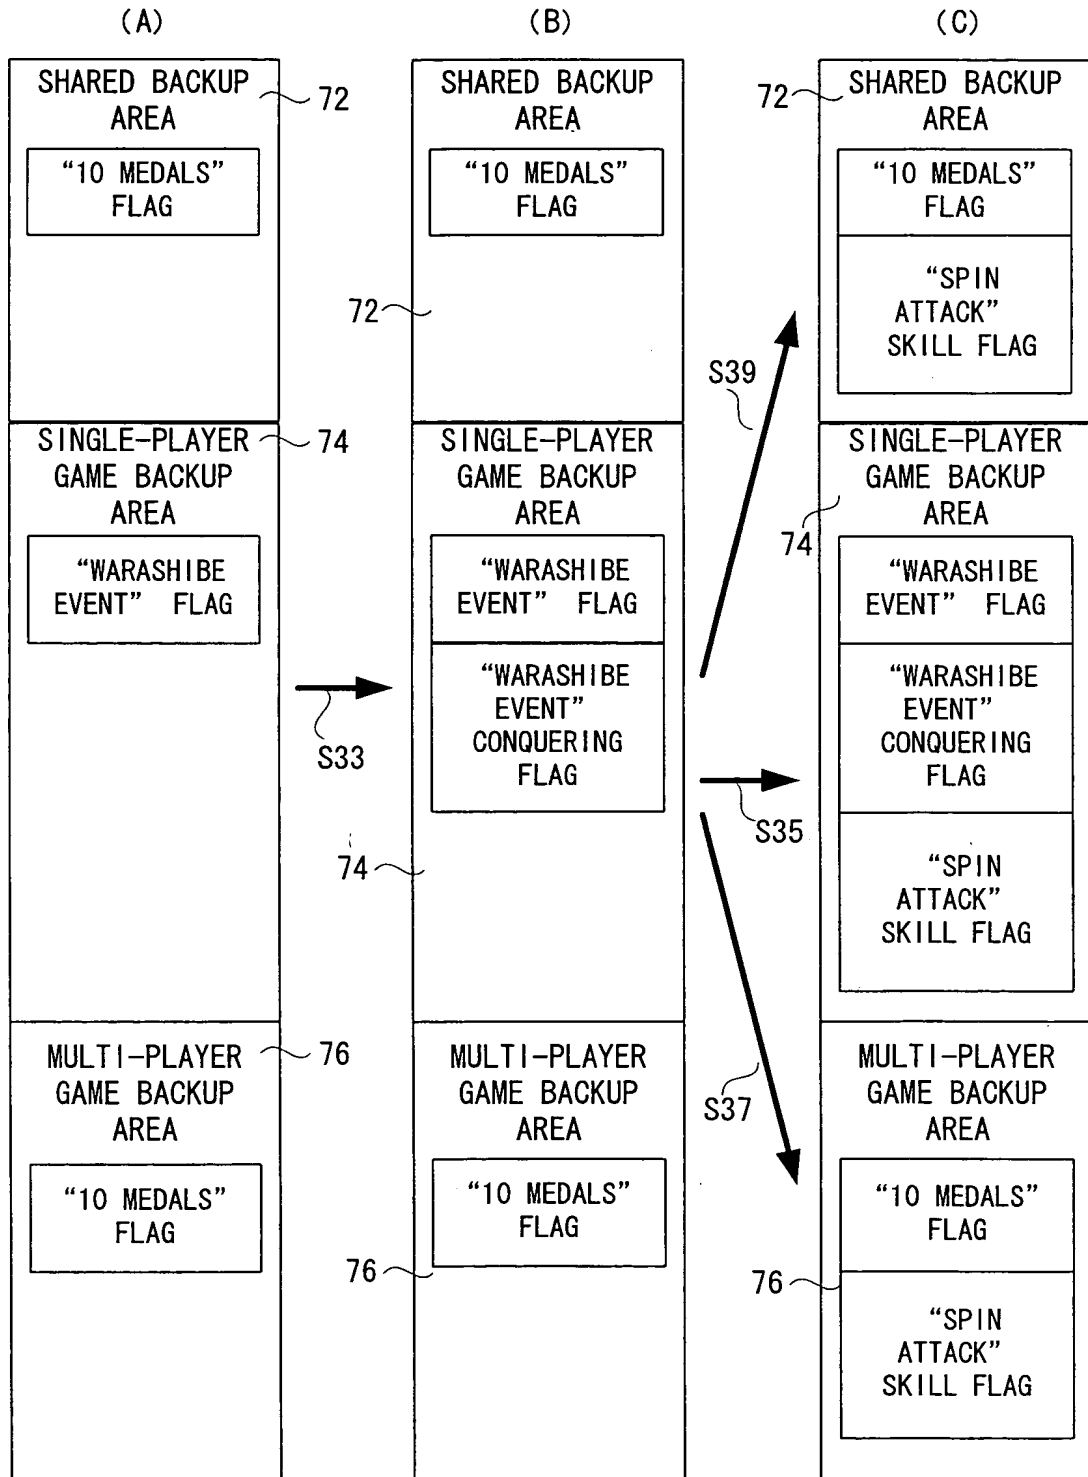 (A)
SHARED BACKUP
AREA
72
“10 MEDALS”
FLAG
SINGLE-PLAYER
GAME BACKUP
AREA
74
“WARASHIBE
EVENT” FLAG
S33
MULTI-PLAYER
GAME BACKUP
AREA
76
“10 MEDALS”
FLAG
(B)
SHARED BACKUP
AREA
“10 MEDALS”
FLAG
72
SINGLE-PLAYER
GAME BACKUP
AREA
“WARASHIBE
EVENT” FLAG
“WARASHIBE
EVENT”
CONQUERING
FLAG
74
MULTI-PLAYER
GAME BACKUP
AREA
“10 MEDALS”
FLAG
76
S39
S35
S37
(C)
SHARED BACKUP
AREA
72
“10 MEDALS”
FLAG
“SPIN
ATTACK”
SKILL FLAG
SINGLE-PLAYER
GAME BACKUP
AREA
74
“WARASHIBE
EVENT” FLAG
“WARASHIBE
EVENT”
CONQUERING
FLAG
“SPIN
ATTACK”
SKILL FLAG
MULTI-PLAYER
GAME BACKUP
AREA
“10 MEDALS”
FLAG
76
“SPIN
ATTACK”
SKILL FLAG